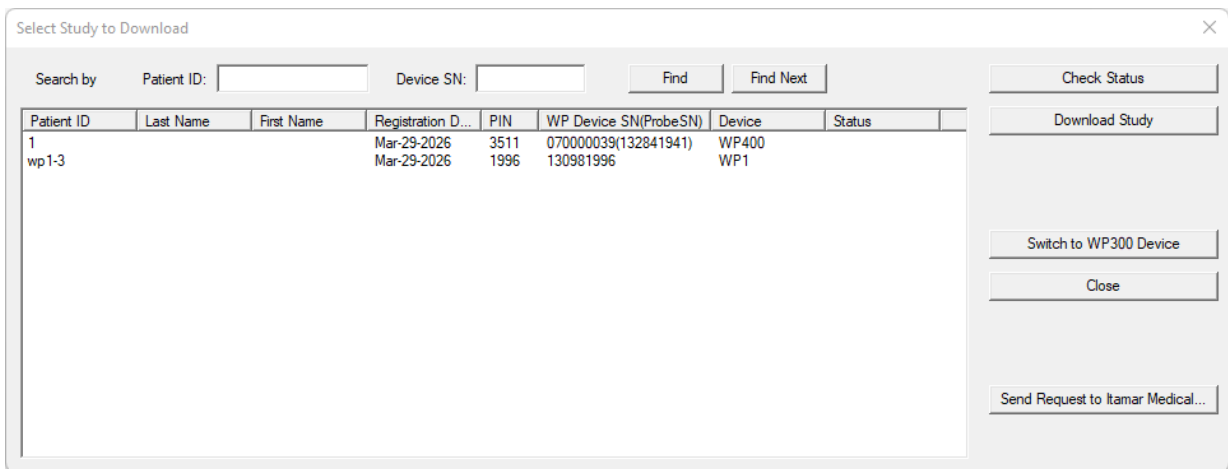 Select Study to Download
Search by Patient ID: Device SN: Find Find Next Check Status
Patient ID Last Name First Name Registration D... PIN WP Device SN(ProbeSN) Device Status Download Study
1 Mar-29-2026 3511 070000039(132841941) WP400
wp1-3 Mar-29-2026 1996 130981996 WP1
Switch to WP300 Device
Close
Send Request to Itamar Medical...